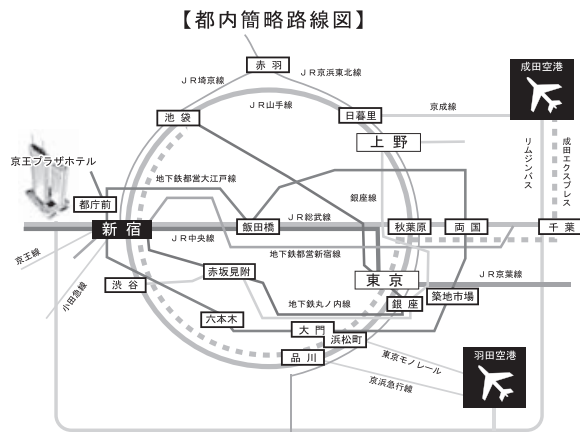 【都内簡略路線図】
赤羽
JR埼京線
JR京浜東北線
成田空港
JR山手線
池袋
日暮里
京成線
上野
リムジンバス
成田エクスプレス
京王プラザホテル
地下鉄都営大江戸線
銀座線
都庁前
新宿
飯田橋
JR総武線
秋葉原
両国
千葉
JR中央線
京王線
地下鉄都営新宿線
赤坂見附
東京
JR京葉線
渋谷
小田急線
地下鉄丸ノ内線
銀座
築地市場
六本木
大門
浜松町
品川
東京モノレール
羽田空港
京浜急行線